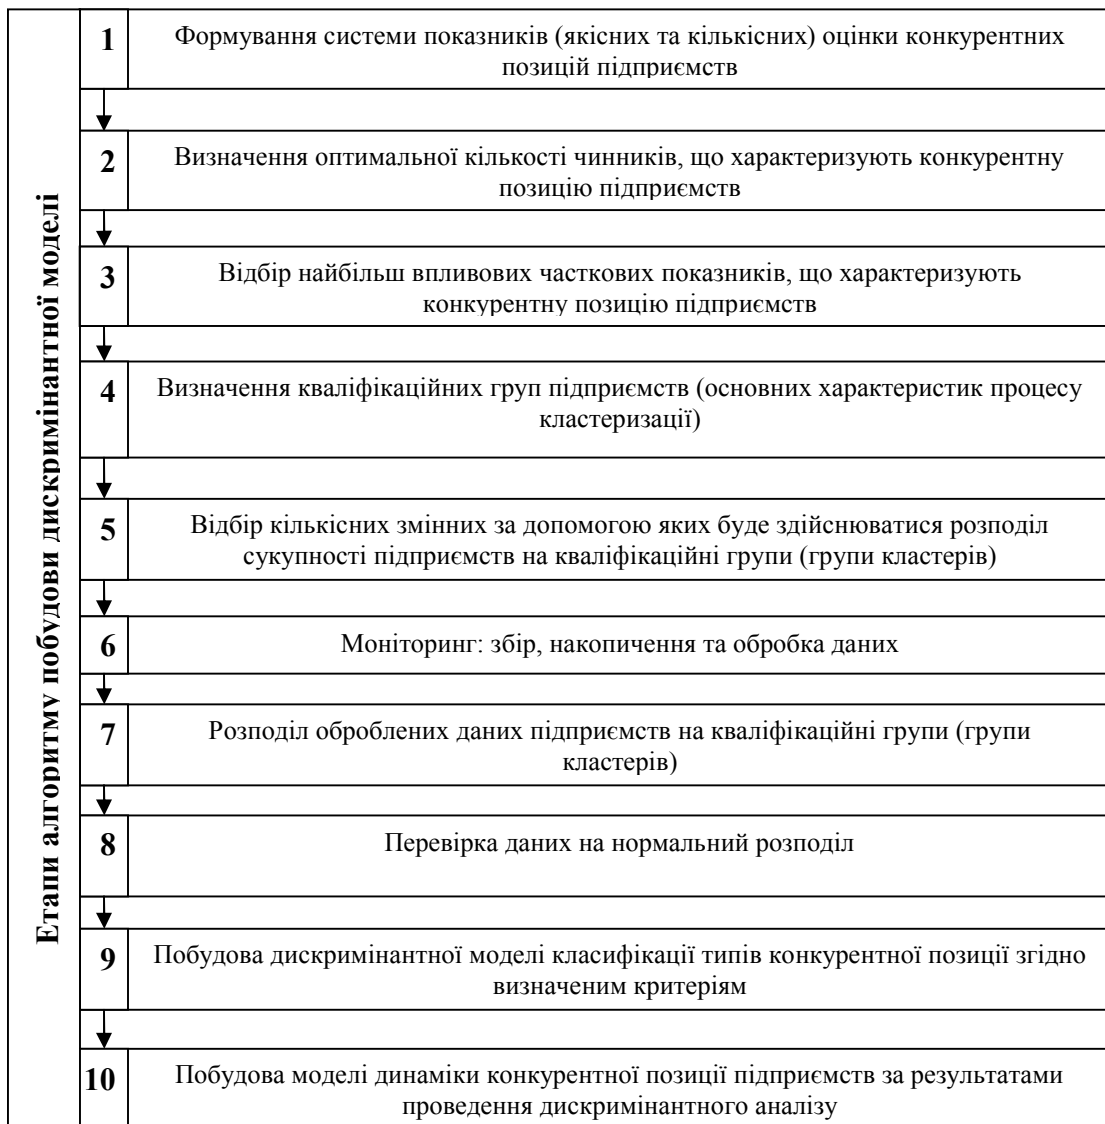 Етапи алгоритму побудови дискримінантної моделі
1
Формування системи показників (якісних та кількісних) оцінки конкурентних
позицій підприємств
2
Визначення оптимальної кількості чинників, що характеризують конкурентну
позицію підприємств
3
Відбір найбільш впливових часткових показників, що характеризують
конкурентну позицію підприємств
4
Визначення кваліфікаційних груп підприємств (основних характеристик процесу
кластеризації)
5
Відбір кількісних змінних за допомогою яких буде здійснюватися розподіл
сукупності підприємств на кваліфікаційні групи (групи кластерів)
6
Моніторинг: збір, накопичення та обробка даних
7
Розподіл оброблених даних підприємств на кваліфікаційні групи (групи
кластерів)
8
Перевірка даних на нормальний розподіл
9
Побудова дискримінантної моделі класифікації типів конкурентної позиції згідно
визначеним критеріям
10
Побудова моделі динаміки конкурентної позиції підприємств за результатами
проведення дискримінантного аналізу